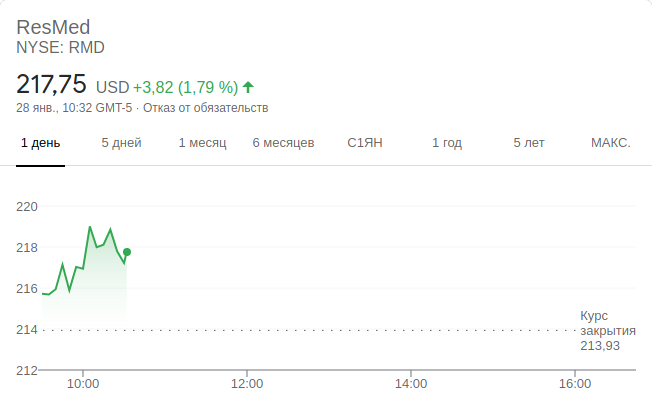 ResMed
NYSE: RMD
217,75 USD +3,82 (1,79 %)
28 янв., 10:32 GMT-5 · Отказ от обязательств
1 день 5 дней 1 месяц 6 месяцев С1ЯН 1 год 5 лет МАКС.
220
218
216
214
212
Курс
закрытия
213,93
10:00 12:00 14:00 16:00